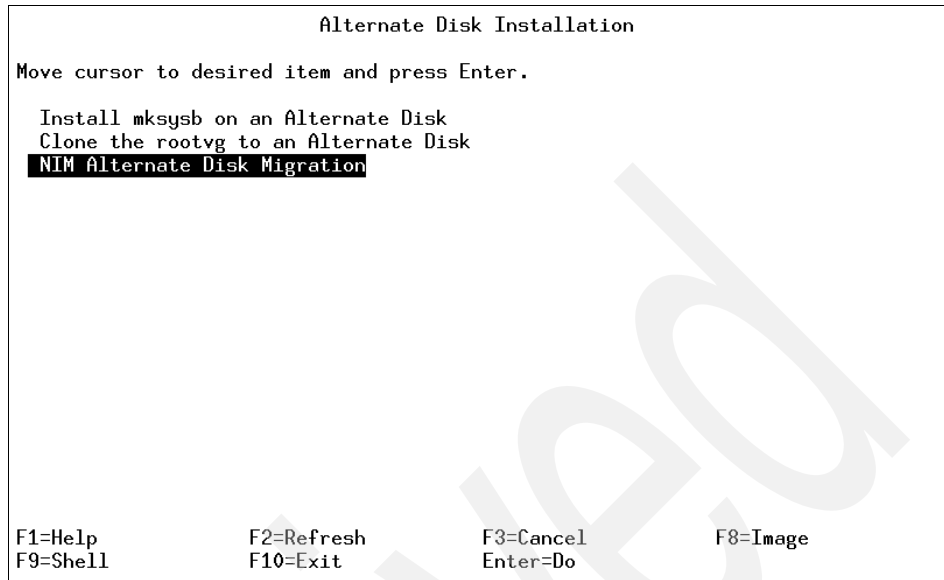 Alternate Disk Installation
Move cursor to desired item and press Enter.
Install mksysb on an Alternate Disk
Clone the rootvg to an Alternate Disk
NIM Alternate Disk Migration
F1=Help F2=Refresh F3=Cancel F8=Image
F9=Shell F10=Exit Enter=Do